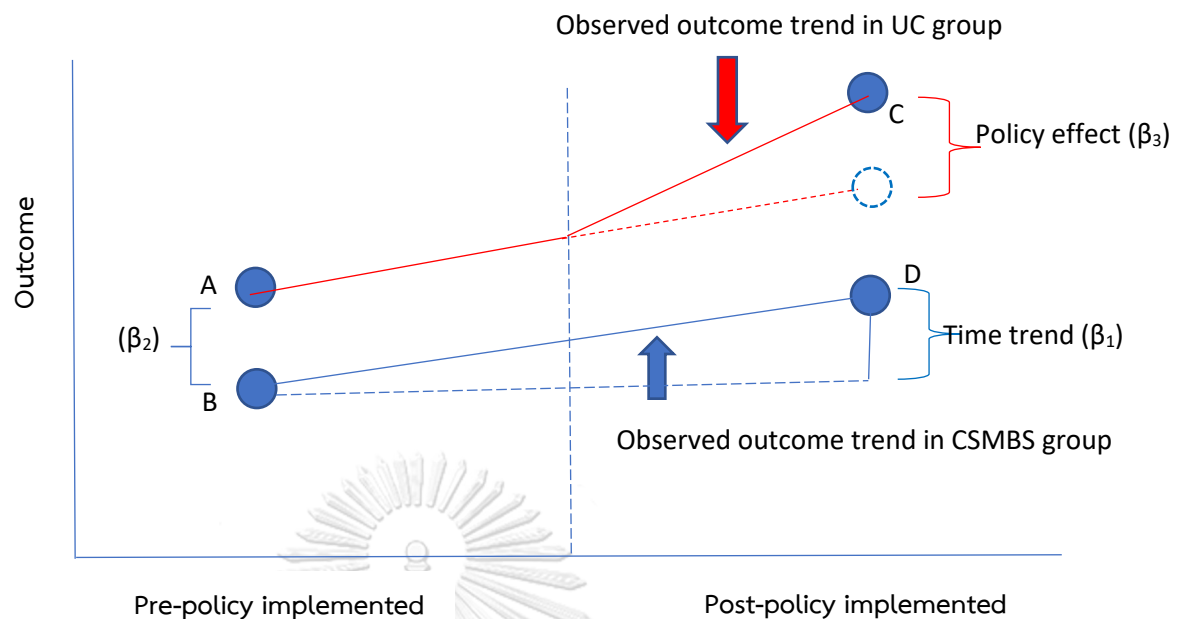 Observed outcome trend in UC group
C
Policy effect (β₃)
Outcome
A
D
(β₂)
Time trend (β₁)
B
Observed outcome trend in CSMBS group
Pre-policy implemented
Post-policy implemented